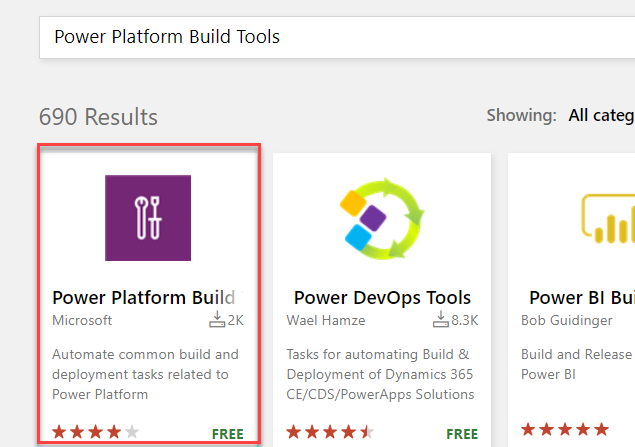 Power Platform Build Tools
690 Results
Showing: All categ
Power Platform Build
Microsoft
2K
Automate common build and
deployment tasks related to
Power Platform
FREE
Power DevOps Tools
Wael Hamze
8.3K
Tasks for automating Build &
Deployment of Dynamics 365
CE/CDS/PowerApps Solutions
FREE
Power BI Bui
Bob Guidinger
Build and Release
Power BI